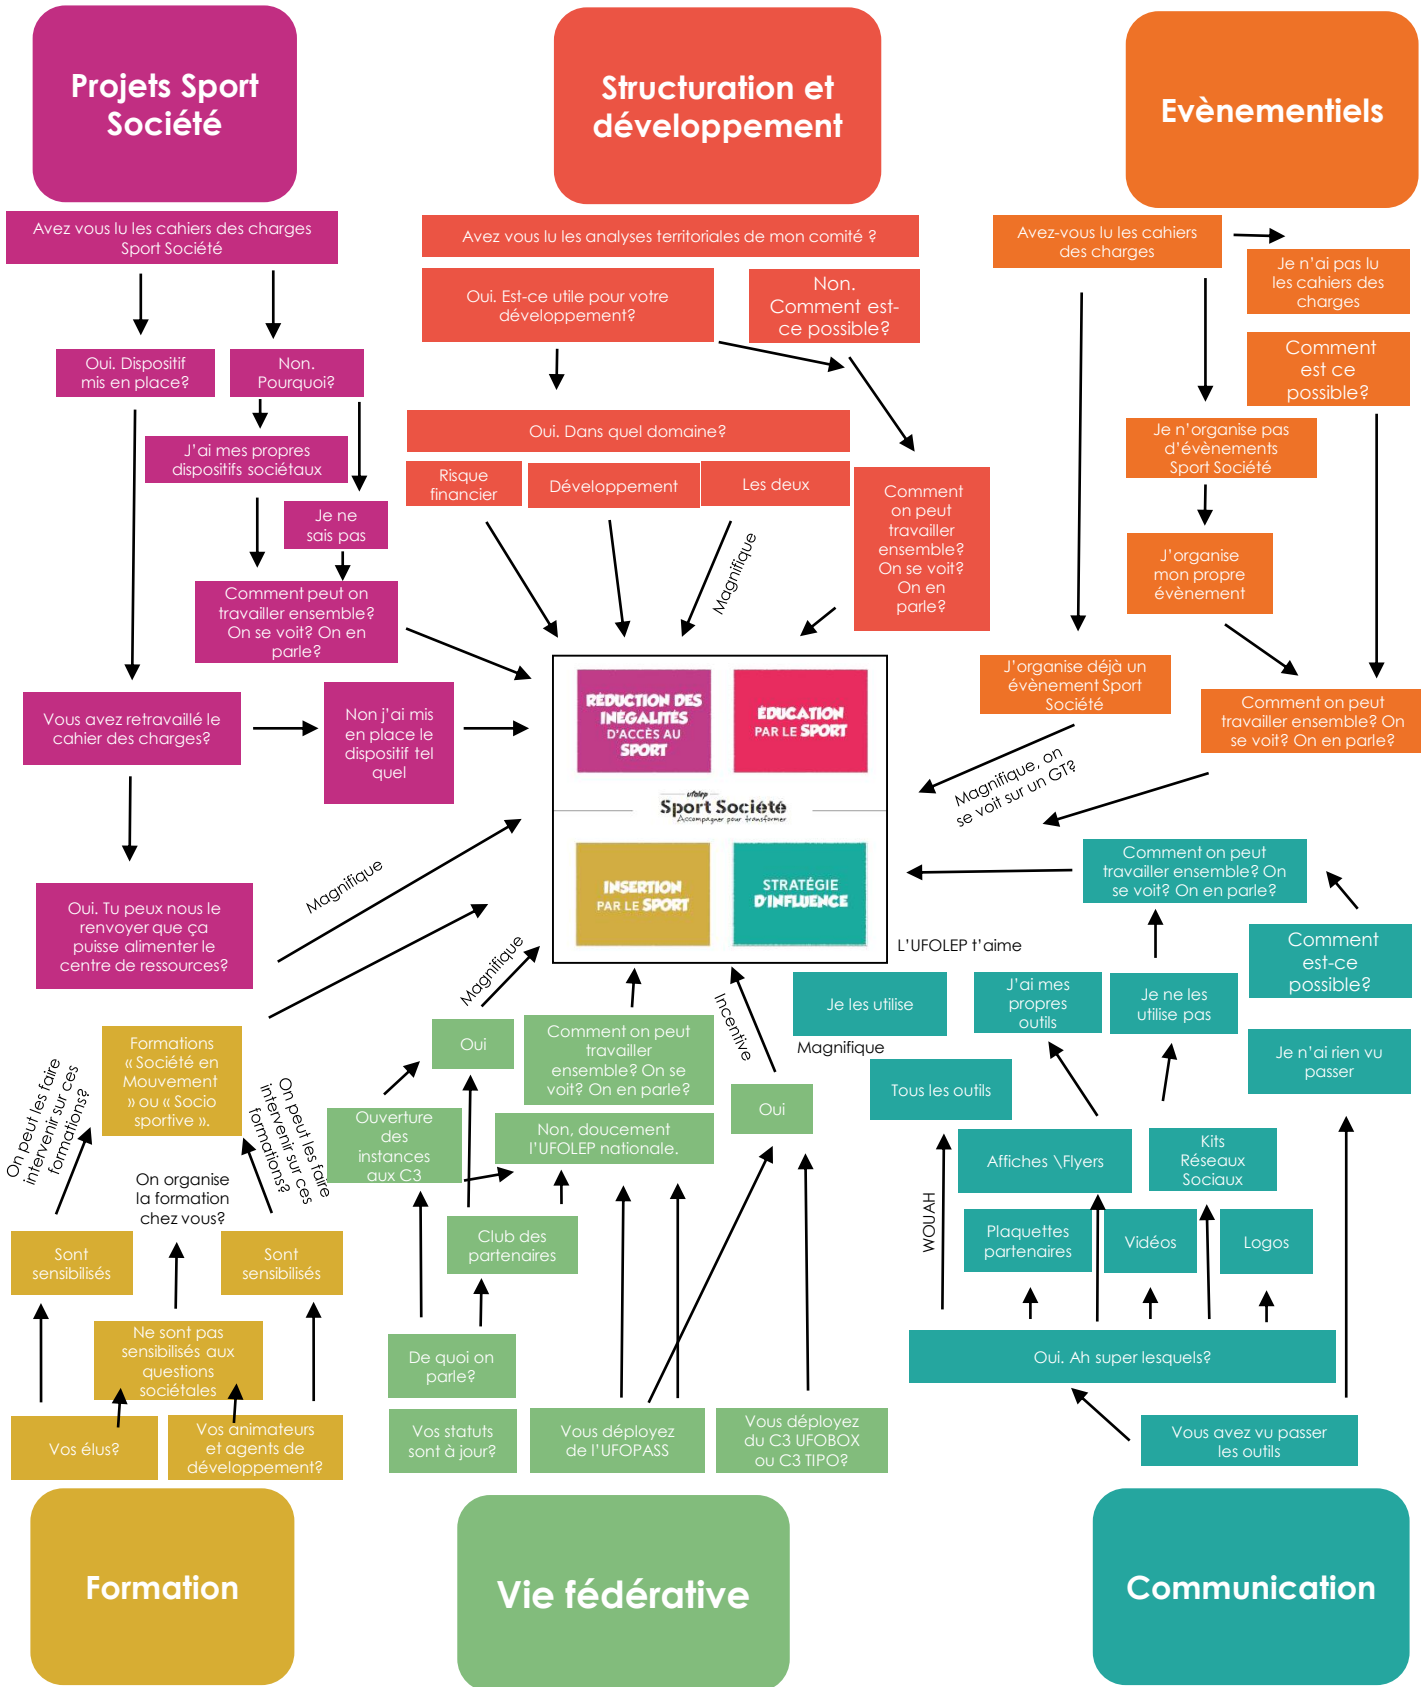 Projets Sport
Société
Structuration et
développement
Evènementiels
Avez vous lu les cahiers des charges
Sport Société
Oui. Dispositif
mis en place?
Non.
Pourquoi?
J'ai mes propres
dispositifs sociétaux
Je ne
sais pas
Comment peut on
travailler ensemble?
On se voit? On en
parle?
Vous avez retravaillé le
cahier des charges?
Non j'ai mis
en place le
dispositif tel
quel
Oui. Tu peux nous le
renvoyer que ça
puisse alimenter le
centre de ressources?
Magnifique
Avez vous lu les analyses territoriales de mon comité ?
Oui. Est-ce utile pour votre
développement?
Non.
Comment est-
ce possible?
Oui. Dans quel domaine?
Risque
financier
Développement
Les deux
Magnifique
Comment
on peut
travailler
ensemble?
On se voit?
On en
parle?
Avez-vous lu les cahiers
des charges
Je n'ai pas lu
les cahiers des
charges
Comment
est ce
possible?
Je n'organise pas
d'évènements
Sport Société
J'organise
mon propre
évènement
J'organise déjà un
évènement Sport
Société
Comment on peut
travailler ensemble? On
se voit? On en parle?
Magnifique, on
se voit sur un GT?
RÉDUCTION DES
INÉGALITÉS
D'ACCÈS AU
SPORT
ÉDUCATION
PAR LE SPORT
ufolep
Sport Société
Accompagner pour transformer
INSERTION
PAR LE SPORT
STRATÉGIE
D'INFLUENCE
L'UFOLEP t'aime
Comment on peut
travailler ensemble? On
se voit? On en parle?
Comment
est-ce
possible?
Je les utilise
Magnifique
J'ai mes
propres
outils
Je ne les
utilise pas
Je n'ai rien vu
passer
Tous les outils
WOUAH
Affiches \Flyers
Kits
Réseaux
Sociaux
Plaquettes
partenaires
Vidéos
Logos
Oui. Ah super lesquels?
Vous avez vu passer
les outils
Magnifique
Oui
Comment on peut
travailler
ensemble? On se
voit? On en parle?
Incentive
Oui
Ouverture
des
instances
aux C3
Non, doucement
l'UFOLEP nationale.
Club des
partenaires
De quoi on
parle?
Vos statuts
sont à jour?
Vous déployez
de l'UFOPASS
Vous déployez
du C3 UFOBOX
ou C3 TIPO?
Formations
« Société en
Mouvement
» ou « Socio
sportive ».
On peut les faire
intervenir sur ces
formations?
On peut les faire
intervenir sur ces
formations?
On organise
la formation
chez vous?
Sont
sensibilisés
Sont
sensibilisés
Ne sont pas
sensibilisés aux
questions
sociétales
Vos élus?
Vos animateurs
et agents de
développement?
Formation
Vie fédérative
Communication